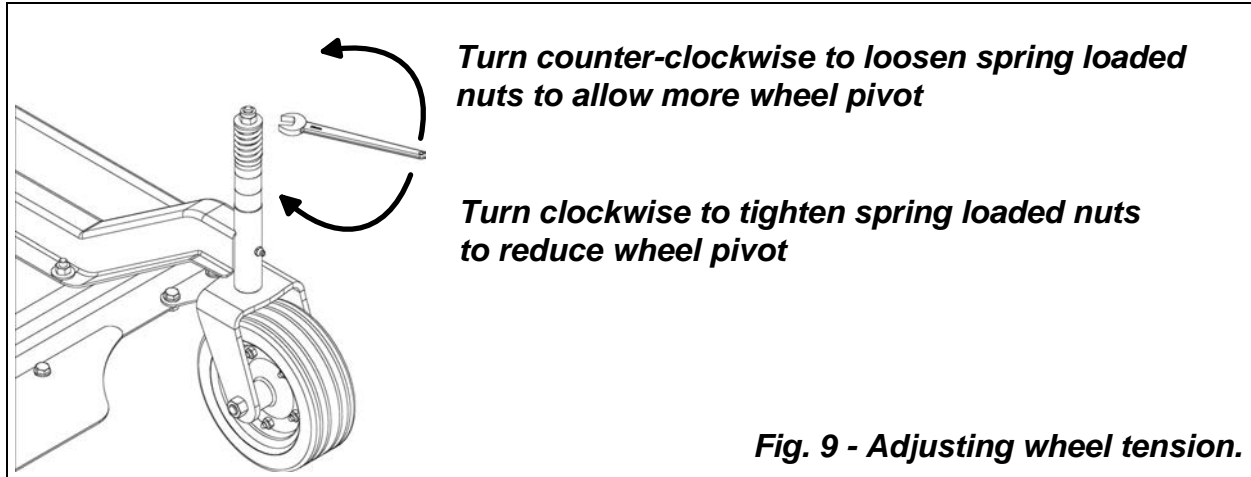 Turn counter-clockwise to loosen spring loaded
nuts to allow more wheel pivot
Turn clockwise to tighten spring loaded nuts
to reduce wheel pivot
Fig. 9 - Adjusting wheel tension.